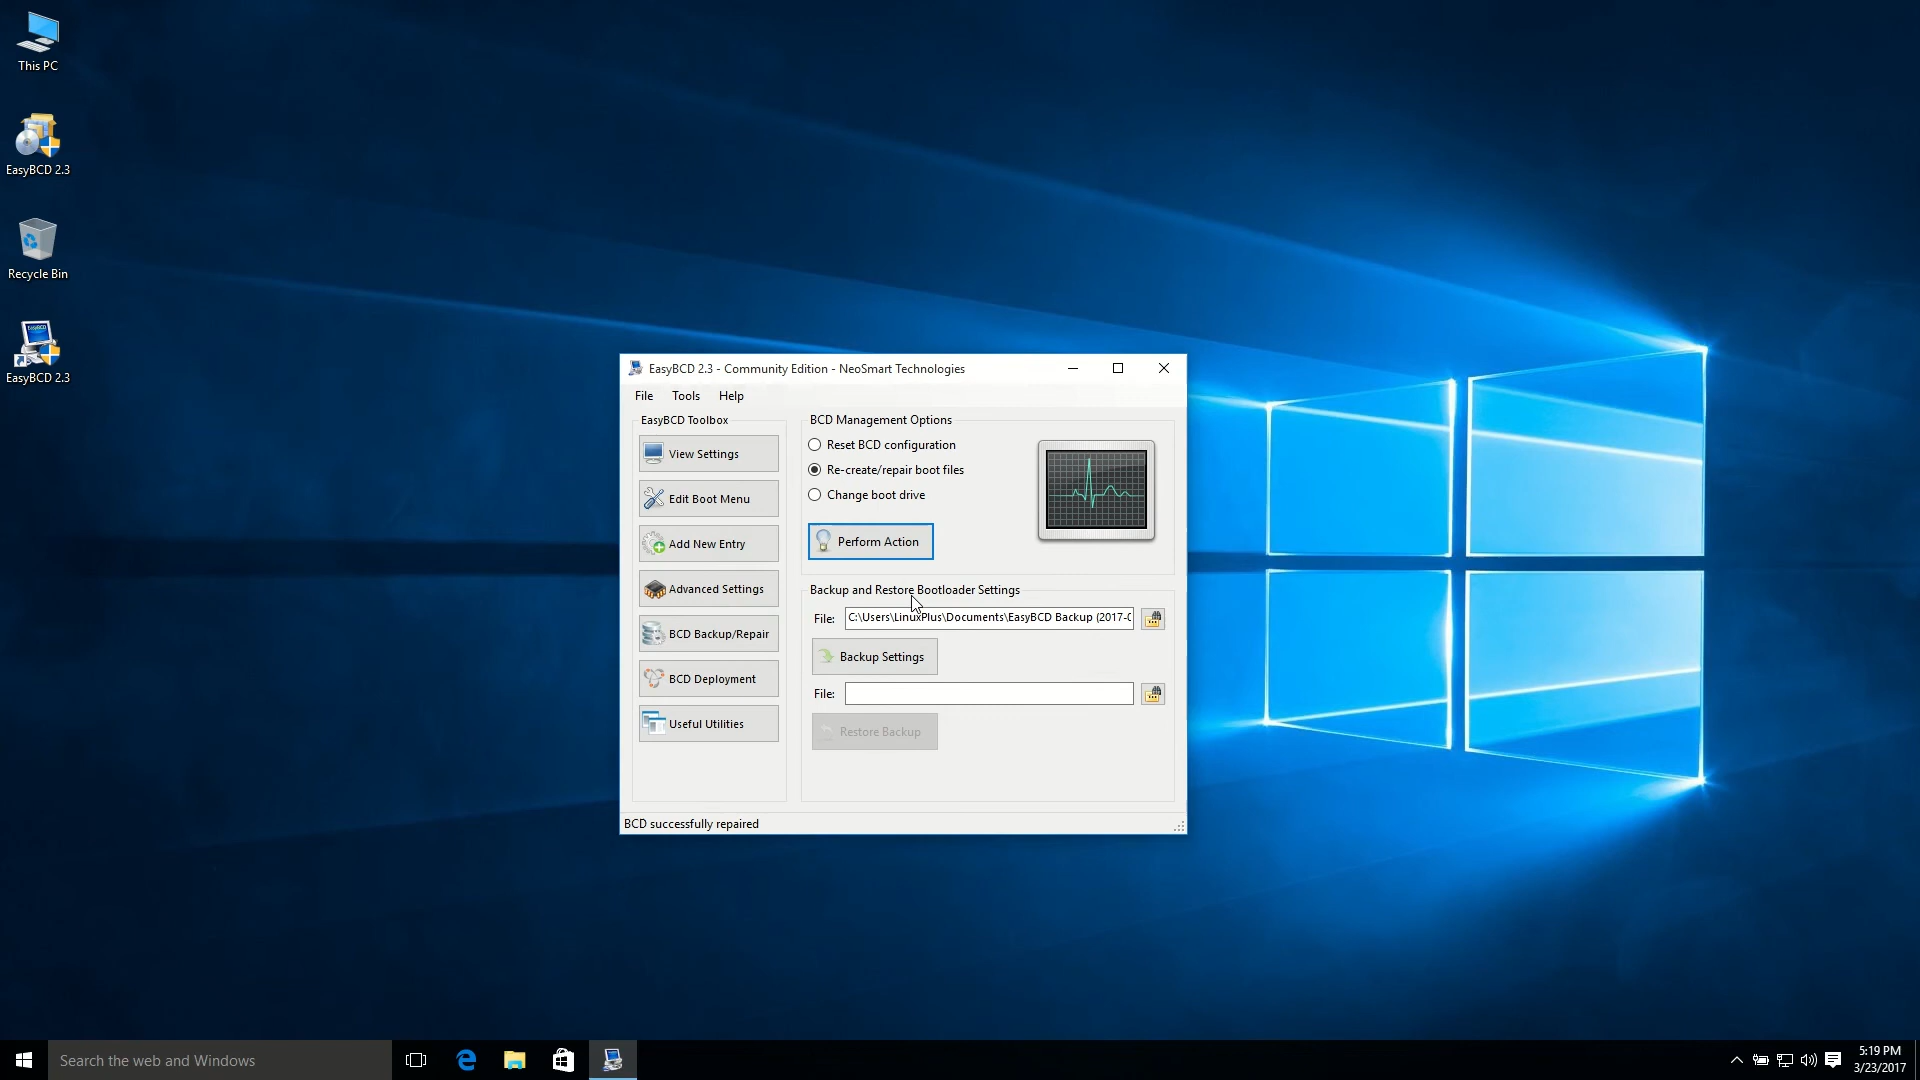 This PC
EasyBCD 2.3
Recycle Bin
EasyBCD 2.3
EasyBCD 2.3 - Community Edition - NeoSmart Technologies
File Tools Help
EasyBCD Toolbox
View Settings
Edit Boot Menu
Add New Entry
Advanced Settings
BCD Backup/Repair
BCD Deployment
Useful Utilities
BCD Management Options
Reset BCD configuration
Re-create/repair boot files
Change boot drive
Perform Action
Backup and Restore Bootloader Settings
File: C:\Users\LinuxPlus\Documents\EasyBCD Backup (2017-0
Backup Settings
File:
Restore Backup
BCD successfully repaired
Search the web and Windows
5:19 PM
3/23/2017